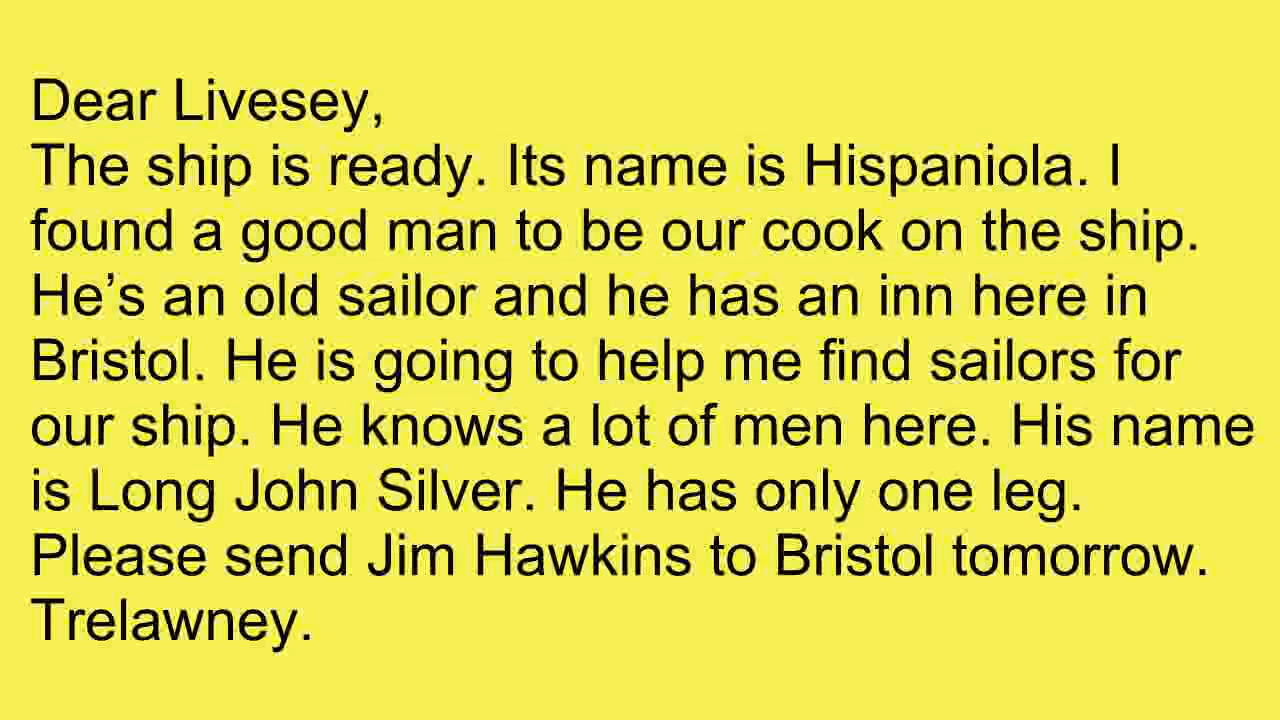 Dear Livesey,
The ship is ready. Its name is Hispaniola. I
found a good man to be our cook on the ship.
He’s an old sailor and he has an inn here in
Bristol. He is going to help me find sailors for
our ship. He knows a lot of men here. His name
is Long John Silver. He has only one leg.
Please send Jim Hawkins to Bristol tomorrow.
Trelawney.